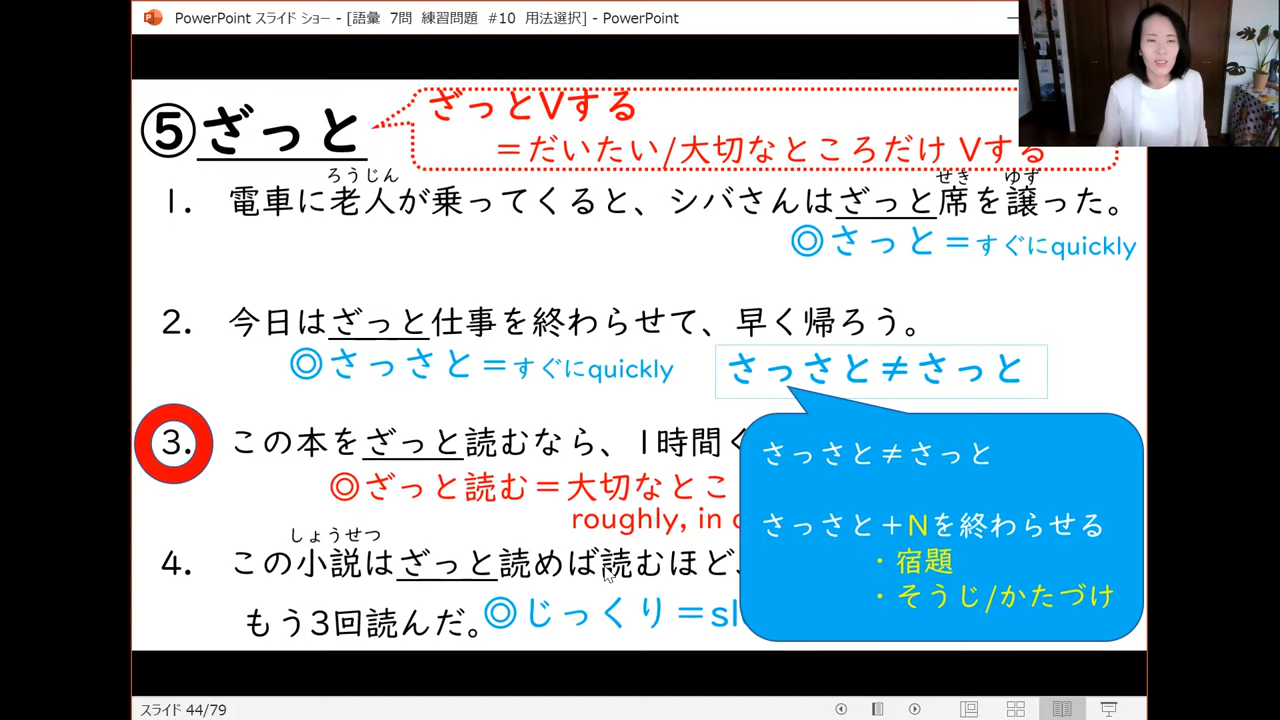 PowerPoint スライド ショー - [語彙 7問 練習問題 #10 用法選択] - PowerPoint
⑤ざっと
ざっとVする
＝だいたい/大切なところだけ Vする
ろうじん せき ゆず
1. 電車に老人が乗ってくると、シバさんはざっと席を譲った。
◎さっと＝すぐにquickly
2. 今日はざっと仕事を終わらせて、早く帰ろう。
◎さっさと＝すぐにquickly
さっさと≠さっと
3. この本をざっと読むなら、1時間
◎ざっと読む＝大切なとこ
roughly, in
さっさと≠さっと
さっさと＋Nを終わらせる
・宿題
・そうじ/かたづけ
しょうせつ
4. この小説はざっと読めば読むほど、
もう3回読んだ。
◎じっくり＝
スライド 44/79